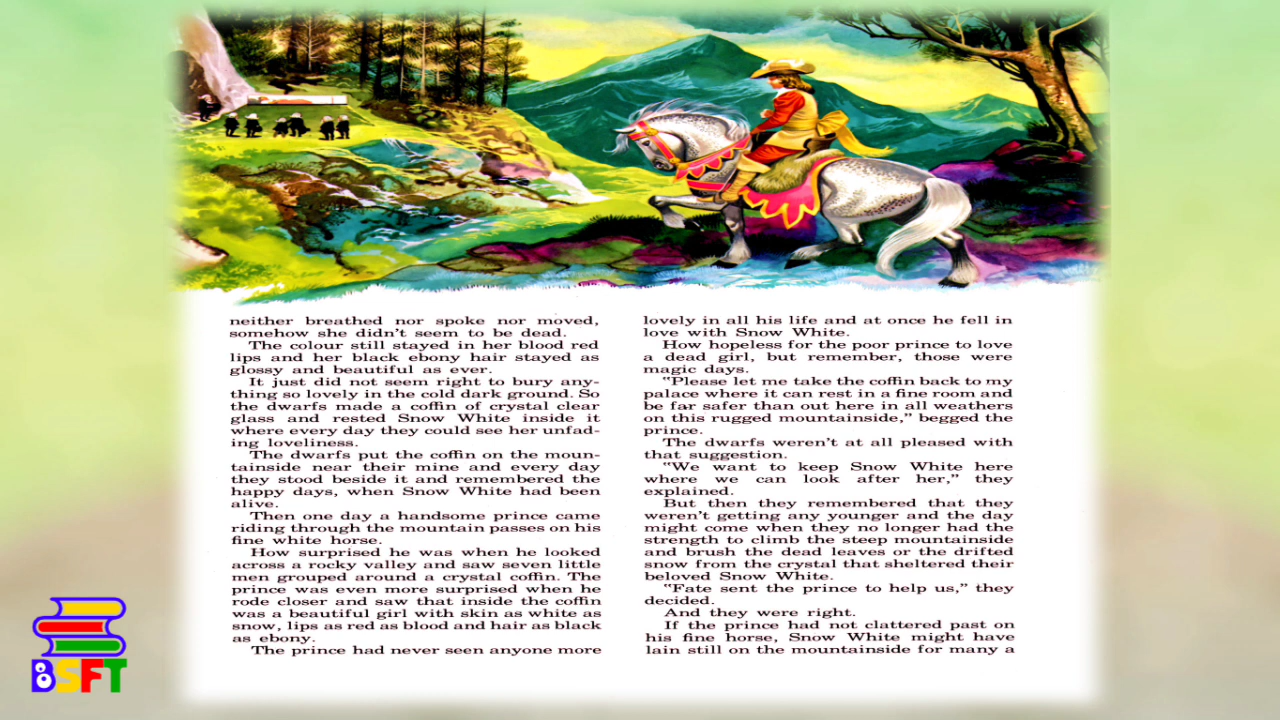 neither breathed nor spoke nor moved,
somehow she didn't seem to be dead.
The colour still stayed in her blood red
lips and her black ebony hair stayed as
glossy and beautiful as ever.
It just did not seem right to bury any-
thing so lovely in the cold dark ground. So
the dwarfs made a coffin of crystal clear
glass and rested Snow White inside it
where every day they could see her unfad-
ing loveliness.
The dwarfs put the coffin on the moun-
tainside near their mine and every day
they stood beside it and remembered the
happy days, when Snow White had been
alive.
Then one day a handsome prince came
riding through the mountain passes on his
fine white horse.
How surprised he was when he looked
across a rocky valley and saw seven little
men grouped around a crystal coffin. The
prince was even more surprised when he
rode closer and saw that inside the coffin
was a beautiful girl with skin as white as
snow, lips as red as blood and hair as black
as ebony.
The prince had never seen anyone more
lovely in all his life and at once he fell in
love with Snow White.
How hopeless for the poor prince to love
a dead girl, but remember, those were
magic days.
"Please let me take the coffin back to my
palace where it can rest in a fine room and
be far safer than out here in all weathers
on this rugged mountainside," begged the
prince.
The dwarfs weren't at all pleased with
that suggestion.
"We want to keep Snow White here
where we can look after her," they
explained.
But then they remembered that they
weren't getting any younger and the day
might come when they no longer had the
strength to climb the steep mountainside
and brush the dead leaves or the drifted
snow from the crystal that sheltered their
beloved Snow White.
"Fate sent the prince to help us," they
decided.
And they were right.
If the prince had not clattered past on
his fine horse, Snow White might have
lain still on the mountainside for many a
BSFT